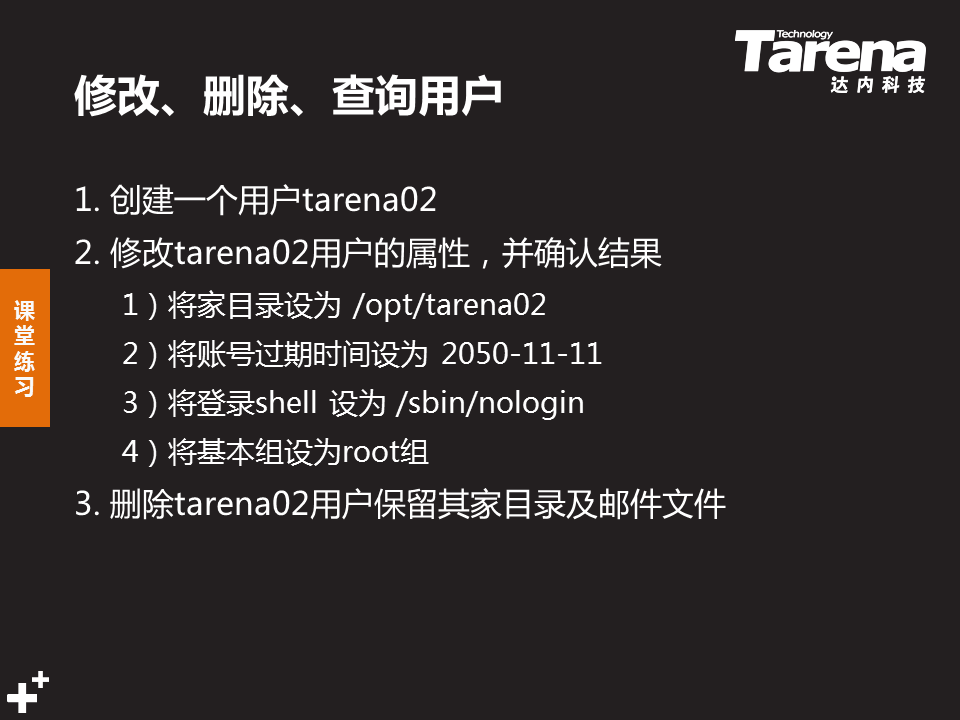 Technology
Tarena
达内科技
修改、删除、查询用户
1. 创建一个用户tarena02
2. 修改tarena02用户的属性，并确认结果
1）将家目录设为 /opt/tarena02
2）将账号过期时间设为 2050-11-11
3）将登录shell 设为 /sbin/nologin
4）将基本组设为root组
3. 删除tarena02用户保留其家目录及邮件文件
课
堂
练
习